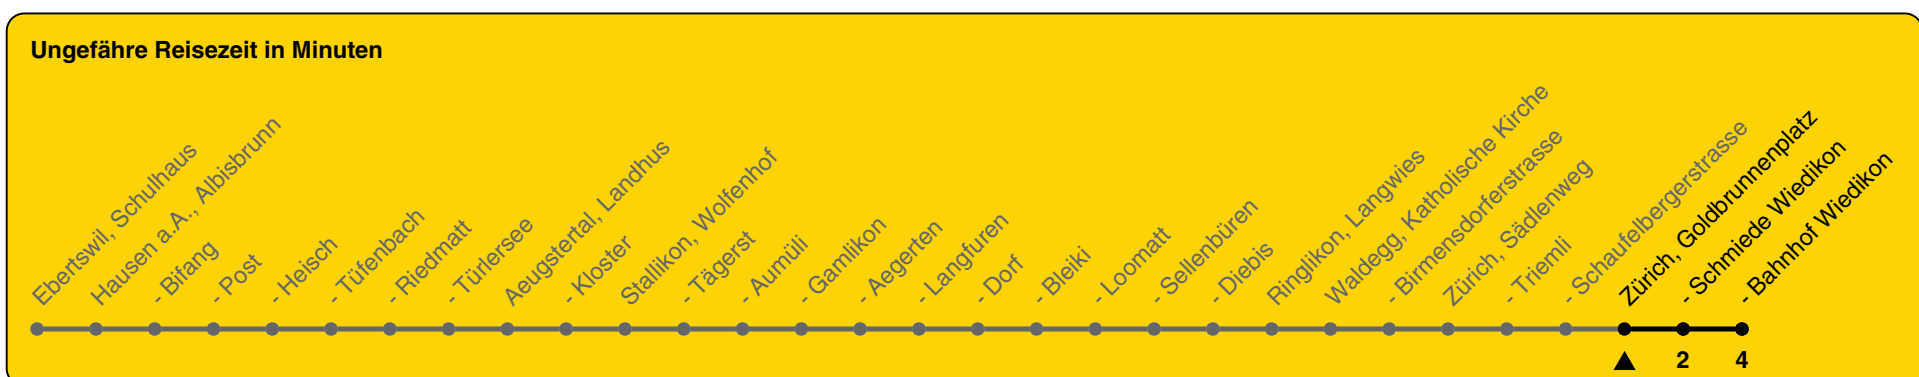 Ungefähre Reisezeit in Minuten
Ebertswil, Schulhaus
Hausen a.A., Albisbrunn
- Bifang
- Post
- Heisch
- Tüfenbach
- Riedmatt
- Türlersee
Aeugstertal, Landhus
- Kloster
Stallikon, Wolfenhof
- Tägerst
- Aumüli
- Gamlikon
- Aegerten
- Langfuren
- Dorf
- Bleiki
- Loomatt
- Sellenbüren
- Diebis
Ringlikon, Langwies
Waldegg, Katholische Kirche
- Birmensdorferstrasse
Zürich, Sädlenweg
- Triemli
- Schaufelbergerstrasse
Zürich, Goldbrunnenplatz
- Schmiede Wiedikon
- Bahnhof Wiedikon
2 4